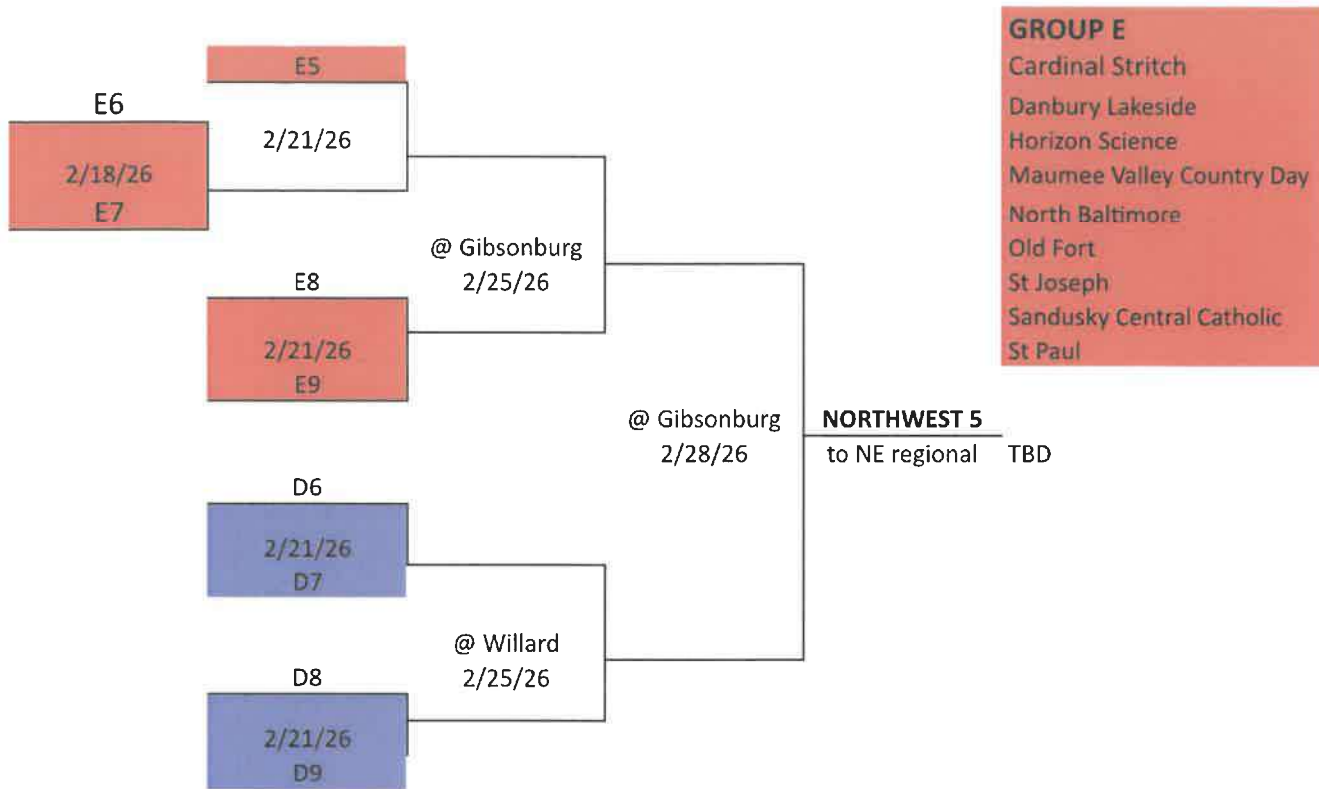 E5
E6
2/21/26
2/18/26
E7
@ Gibsonburg
2/25/26
E8
2/21/26
E9
@ Gibsonburg
2/28/26
NORTHWEST 5
to NE regional TBD
D6
2/21/26
D7
@ Willard
2/25/26
D8
2/21/26
D9
GROUP E
Cardinal Stritch
Danbury Lakeside
Horizon Science
Maumee Valley Country Day
North Baltimore
Old Fort
St Joseph
Sandusky Central Catholic
St Paul